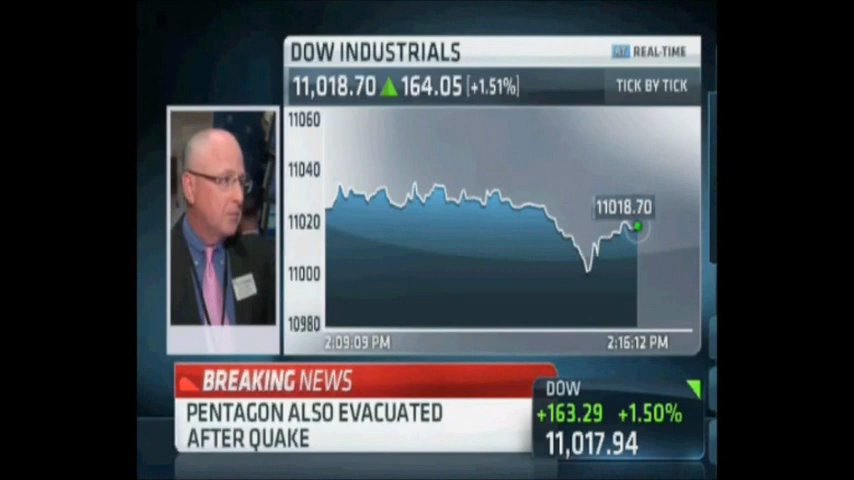 DOW INDUSTRIALS
RT REAL-TIME
11,018.70 164.05 [+1.51%]
TICK BY TICK
11060
11040
11020
11000
10980
11018.70
2:09:09 PM
2:16:12 PM
BREAKING NEWS
PENTAGON ALSO EVACUATED
AFTER QUAKE
DOW
+163.29 +1.50%
11,017.94